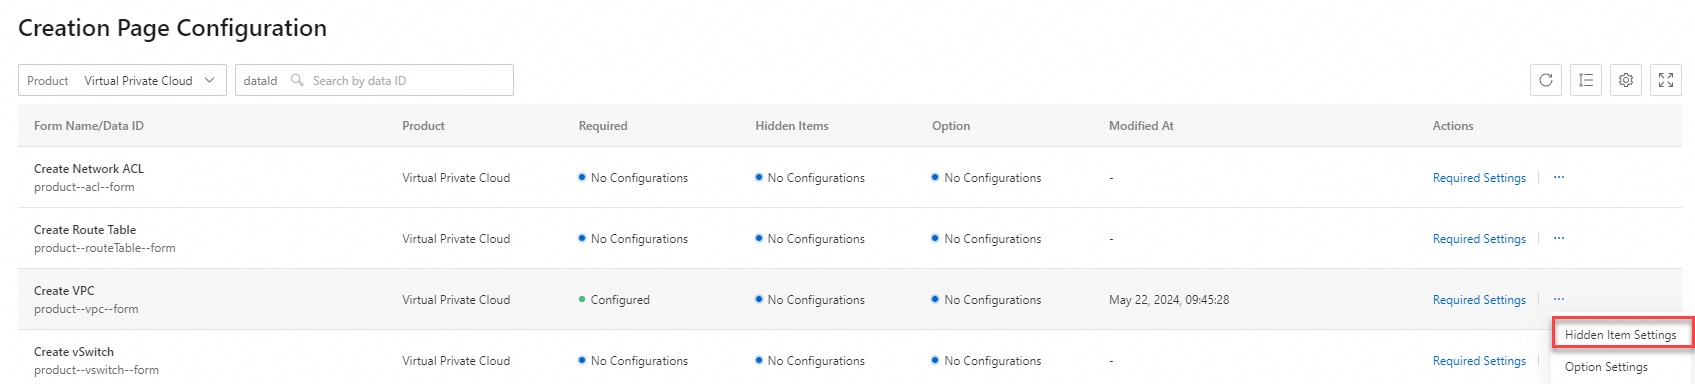 Creation Page Configuration
Product Virtual Private Cloud dataId Search by data ID
Form Name/Data ID Product Required Hidden Items Option Modified At Actions
Create Network ACL
product--acl--form Virtual Private Cloud No Configurations No Configurations No Configurations - Required Settings ...
Create Route Table
product--routeTable--form Virtual Private Cloud No Configurations No Configurations No Configurations - Required Settings ...
Create VPC
product--vpc--form Virtual Private Cloud Configured No Configurations No Configurations May 22, 2024, 09:45:28 Required Settings ...
Hidden Item Settings
Create vSwitch
product--vswitch--form Virtual Private Cloud No Configurations No Configurations No Configurations - Required Settings
Option Settings